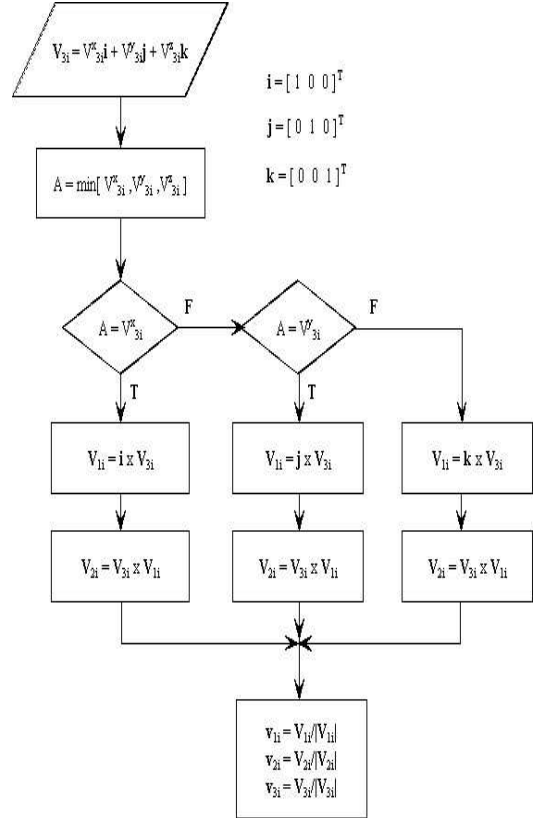 V₃ᵢ = Vˣ₃ᵢi + Vʸ₃ᵢj + Vᶻ₃ᵢk
i = [ 1 0 0 ]ᵀ
j = [ 0 1 0 ]ᵀ
k = [ 0 0 1 ]ᵀ
A = min[ Vˣ₃ᵢ , Vʸ₃ᵢ , Vᶻ₃ᵢ ]
A = Vˣ₃ᵢ
F
A = Vʸ₃ᵢ
F
T
T
V₁ᵢ = i x V₃ᵢ
V₁ᵢ = j x V₃ᵢ
V₁ᵢ = k x V₃ᵢ
V₂ᵢ = V₃ᵢ x V₁ᵢ
V₂ᵢ = V₃ᵢ x V₁ᵢ
V₂ᵢ = V₃ᵢ x V₁ᵢ
v₁ᵢ = V₁ᵢ/|V₁ᵢ|
v₂ᵢ = V₂ᵢ/|V₂ᵢ|
v₃ᵢ = V₃ᵢ/|V₃ᵢ|